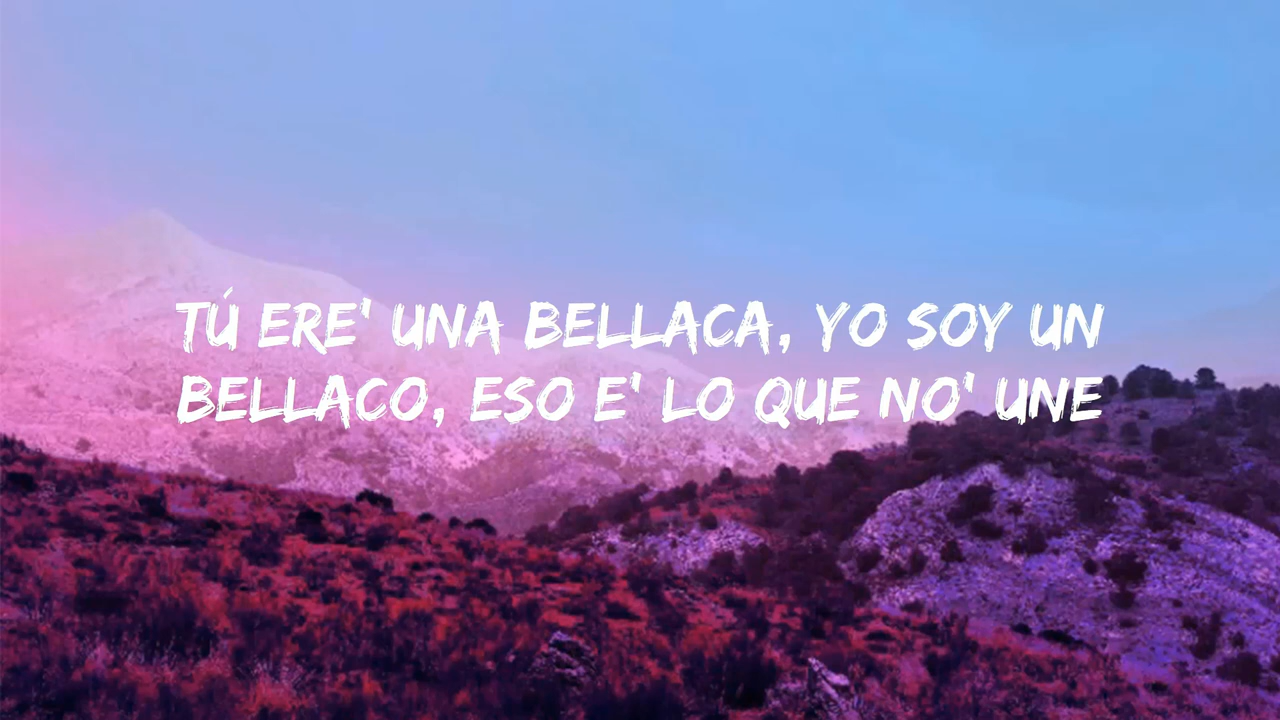 TÚ ERE' UNA BELLACA, YO SOY UN
BELLACO, ESO E' LO QUE NO' UNE